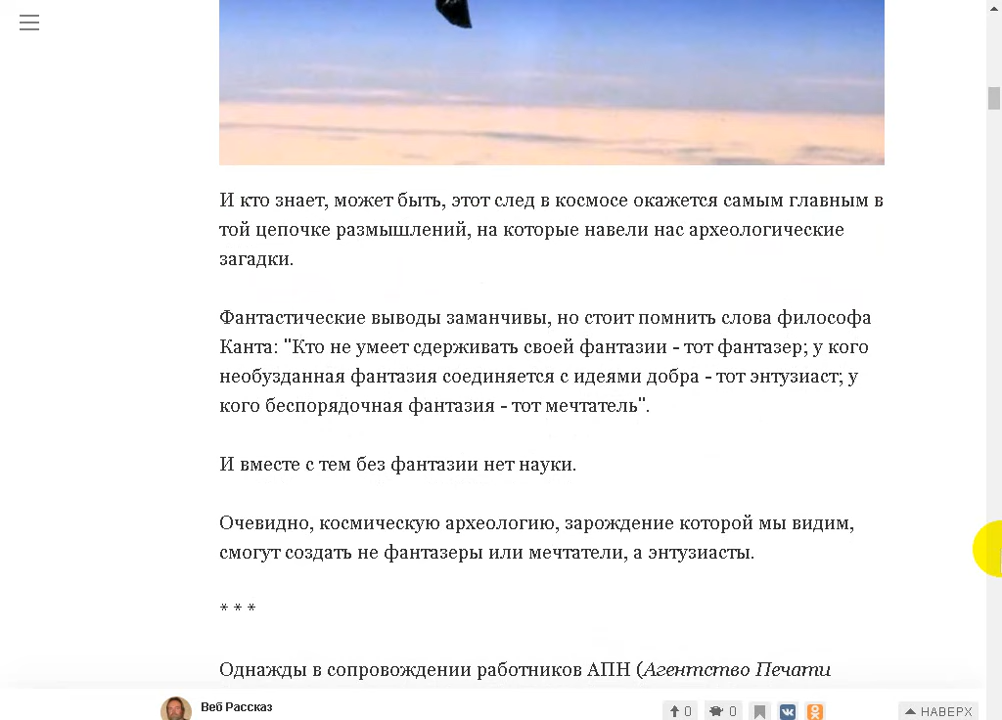 И кто знает, может быть, этот след в космосе окажется самым главным в
той цепочке размышлений, на которые навели нас археологические
загадки.
Фантастические выводы заманчивы, но стоит помнить слова философа
Канта: "Кто не умеет сдерживать своей фантазии - тот фантазер; у кого
необузданная фантазия соединяется с идеями добра - тот энтузиаст; у
кого беспорядочная фантазия - тот мечтатель".
И вместе с тем без фантазии нет науки.
Очевидно, космическую археологию, зарождение которой мы видим,
смогут создать не фантазеры или мечтатели, а энтузиасты.
* * *
Однажды в сопровождении работников АПН (Агентство Печати
Веб Рассказ
0
0
НАВЕРХ